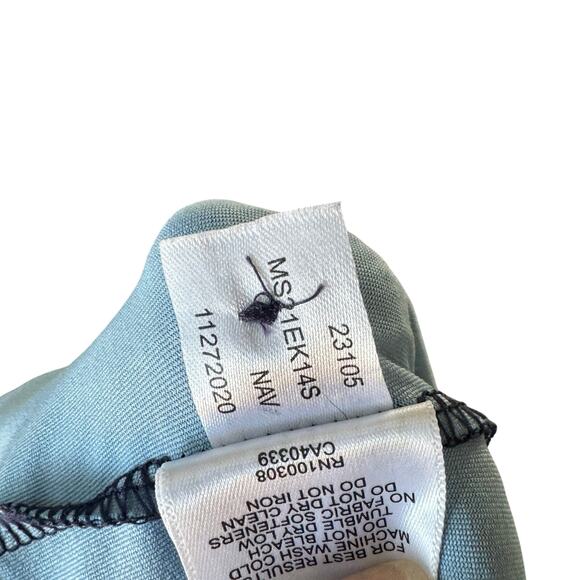 23105
MS21EK14S
NAV
11272020
RN100308
CA40339
FOR BEST RESULTS
MACHINE WASH COLD
DO NOT BLEACH
TUMBLE DRY LOW
NO FABRIC SOFTENERS
DO NOT DRY CLEAN
DO NOT IRON